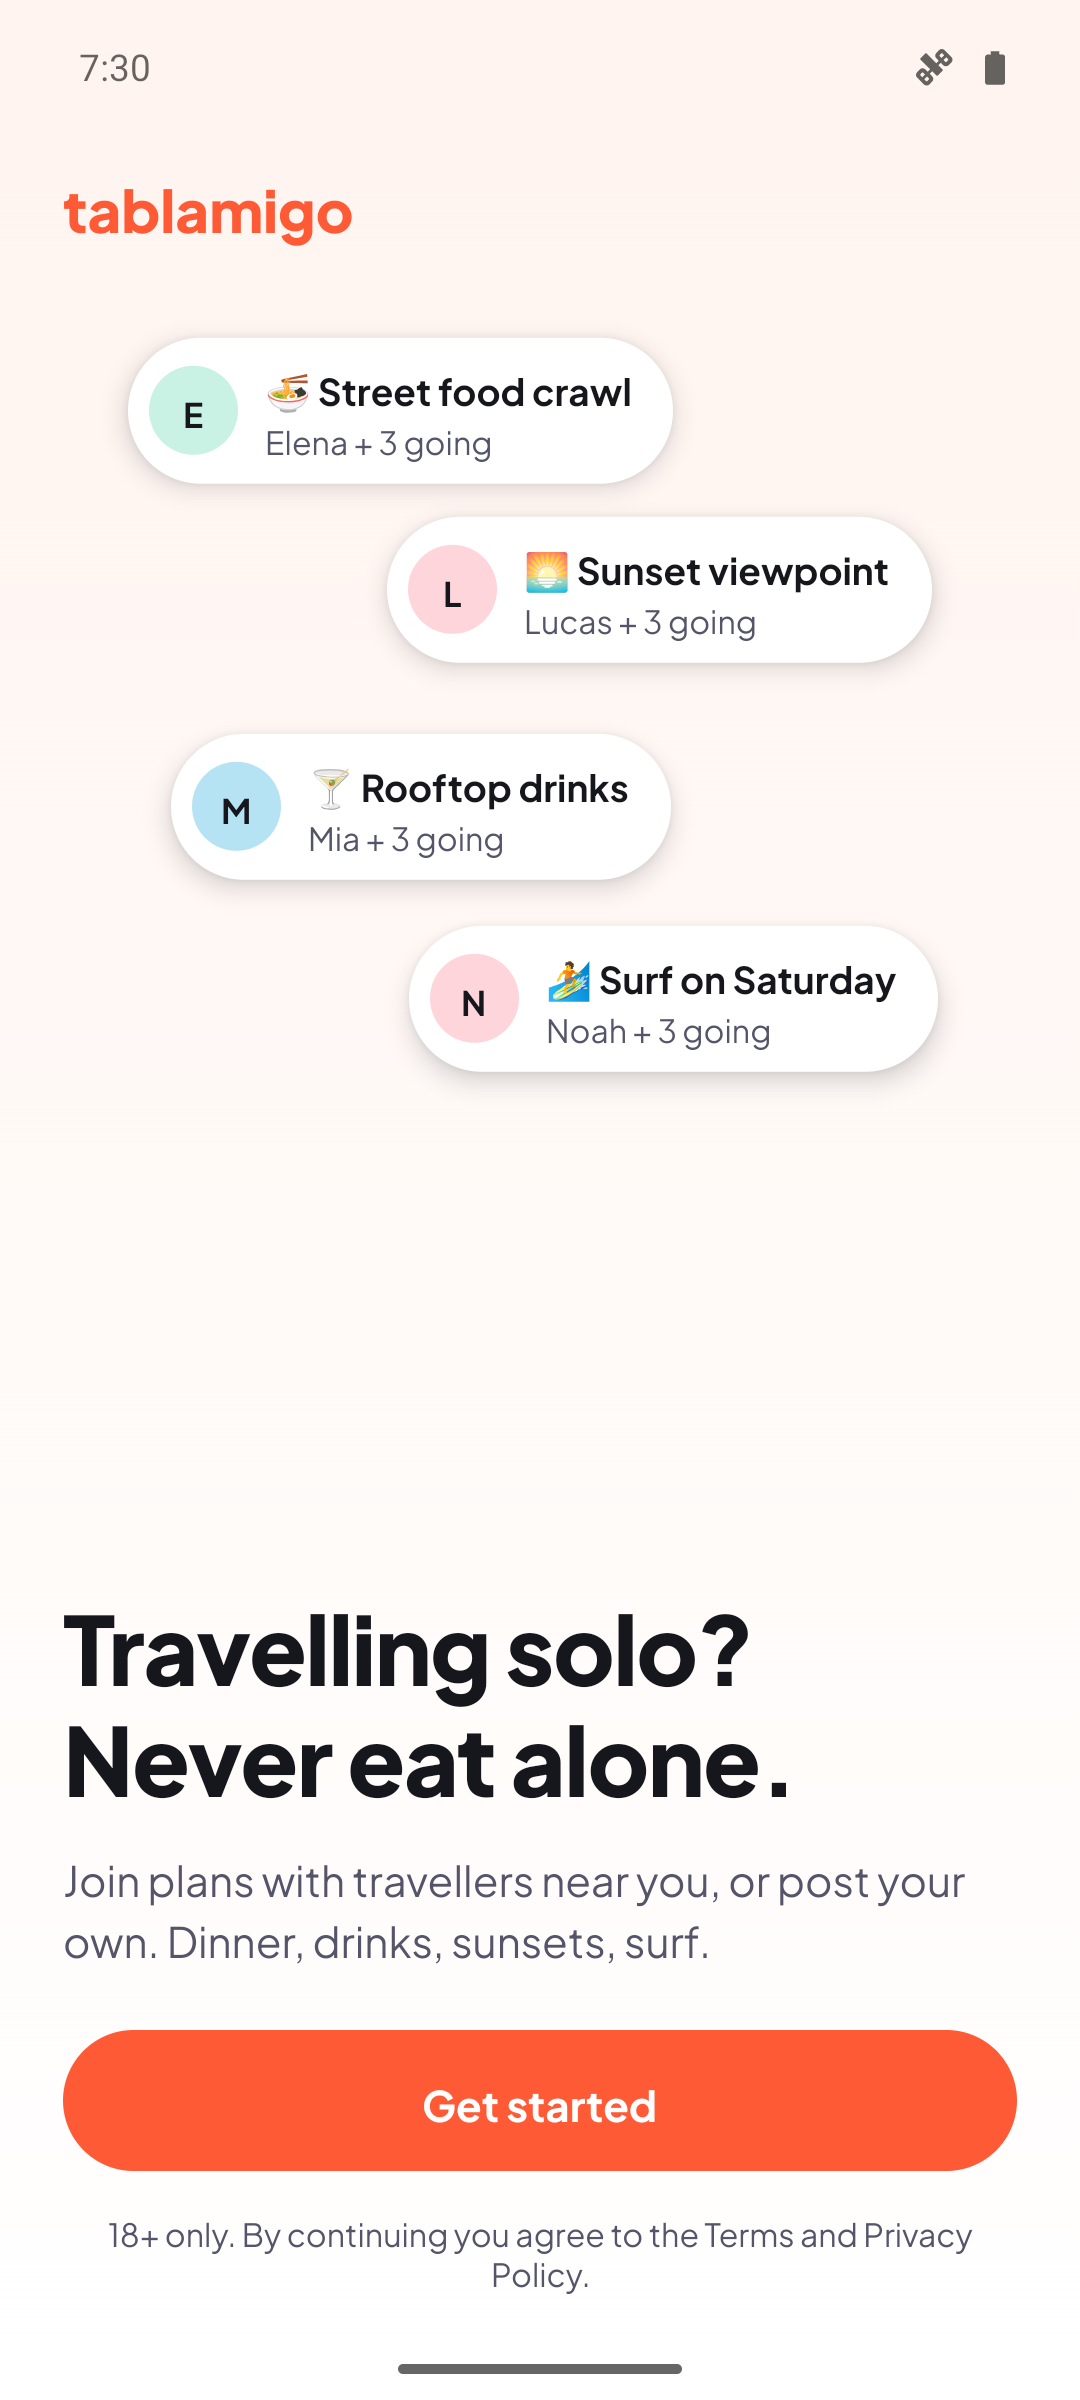 7:30
tablamigo
E
🍜 Street food crawl
Elena + 3 going
L
🌅 Sunset viewpoint
Lucas + 3 going
M
🍸 Rooftop drinks
Mia + 3 going
N
🏄 Surf on Saturday
Noah + 3 going
Travelling solo?
Never eat alone.
Join plans with travellers near you, or post your
own. Dinner, drinks, sunsets, surf.
Get started
18+ only. By continuing you agree to the Terms and Privacy
Policy.